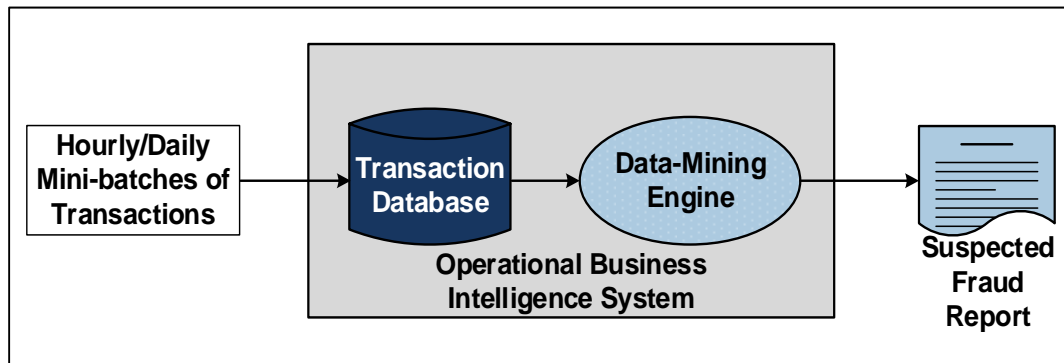 Hourly/Daily
Mini-batches of
Transactions
Transaction
Database
Data-Mining
Engine
Operational Business
Intelligence System
Suspected
Fraud
Report